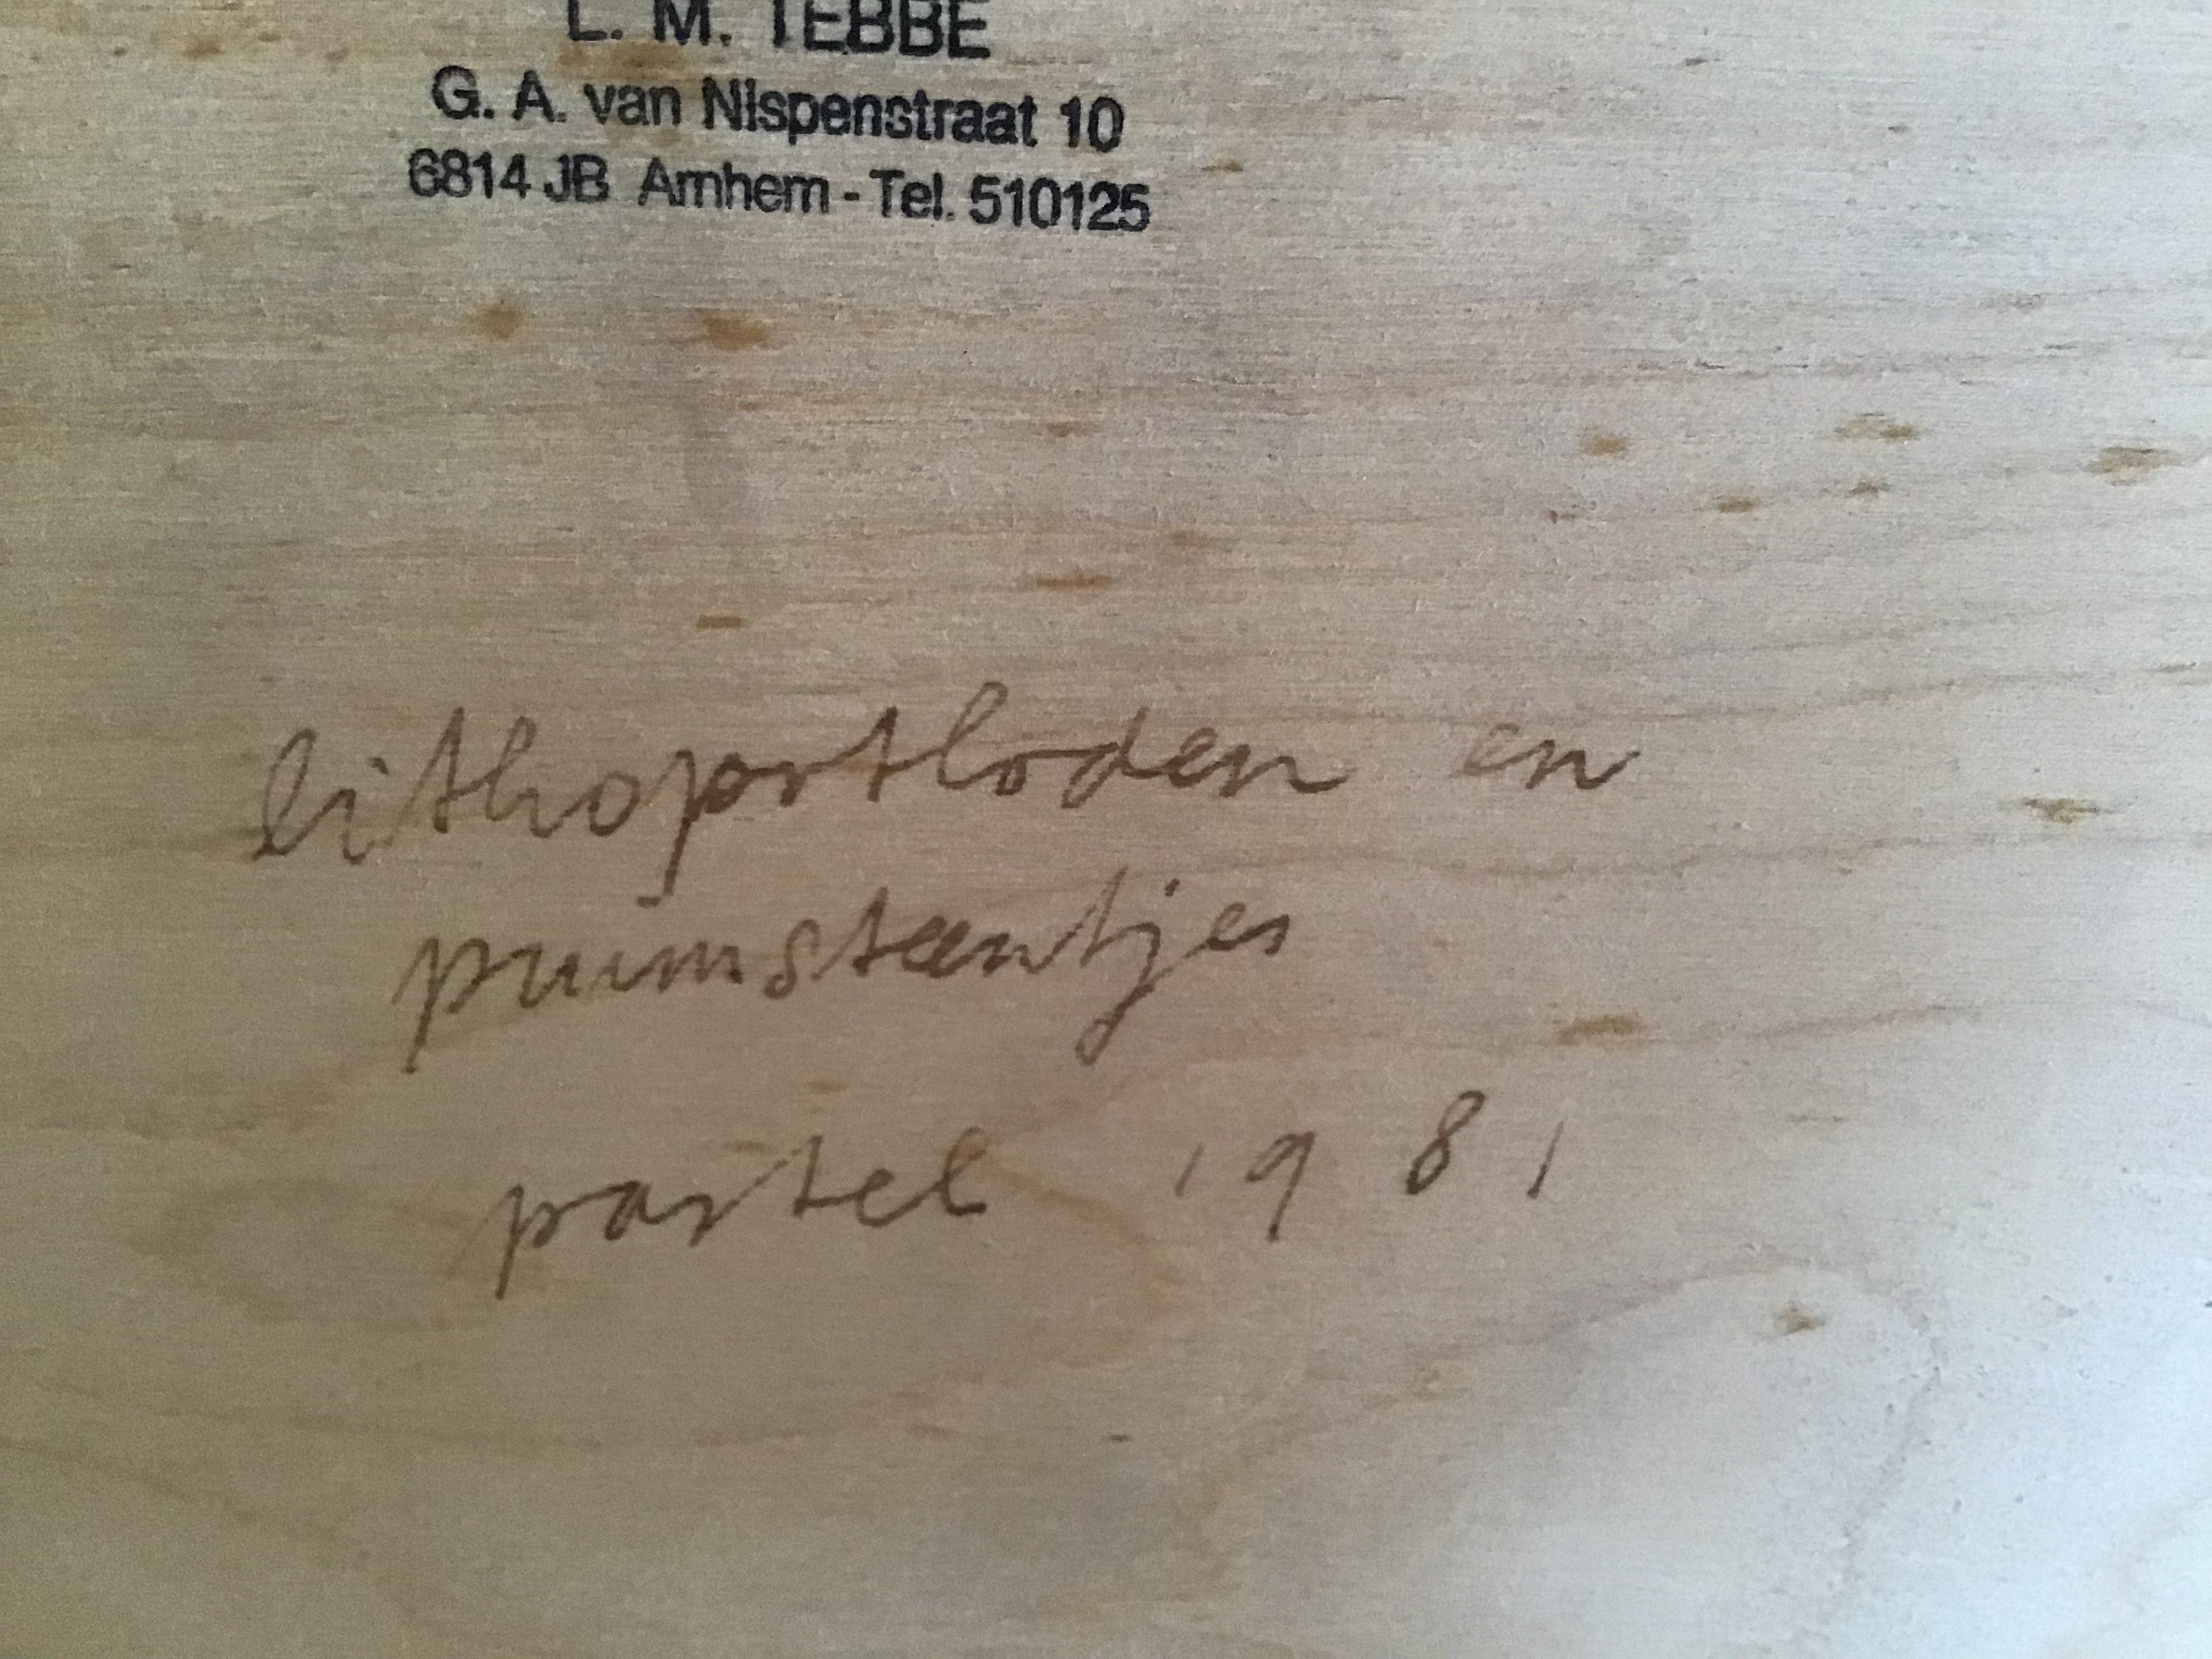 L. M. TEBBE
G. A. van Nispenstraat 10
6814 JB Arnhem - Tel. 510125
lithopotloden en
puimsteentjes
pastel 1981